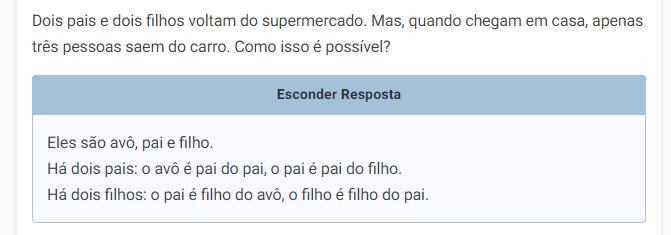 Dois pais e dois filhos voltam do supermercado. Mas, quando chegam em casa, apenas
três pessoas saem do carro. Como isso é possível?
Esconder Resposta
Eles são avô, pai e filho.
Há dois pais: o avô é pai do pai, o pai é pai do filho.
Há dois filhos: o pai é filho do avô, o filho é filho do pai.